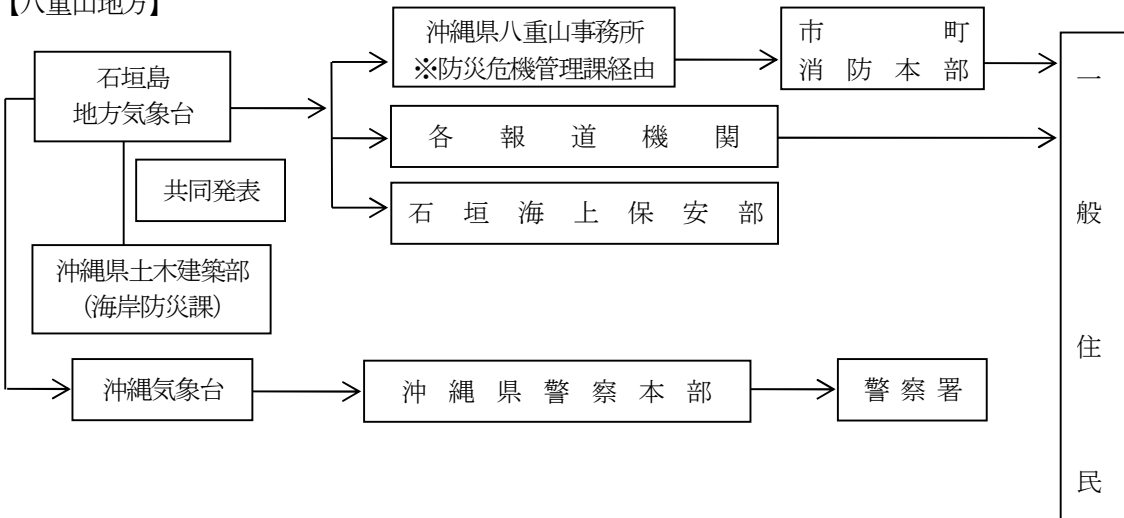 【八重山地方】
石垣島
地方気象台
共同発表
沖縄県土木建築部
(海岸防災課)
沖縄県八重山事務所
※防災危機管理課経由
市町
消防本部
各報道機関
石垣海上保安部
沖縄気象台
沖縄県警察本部
警察署
一般住民